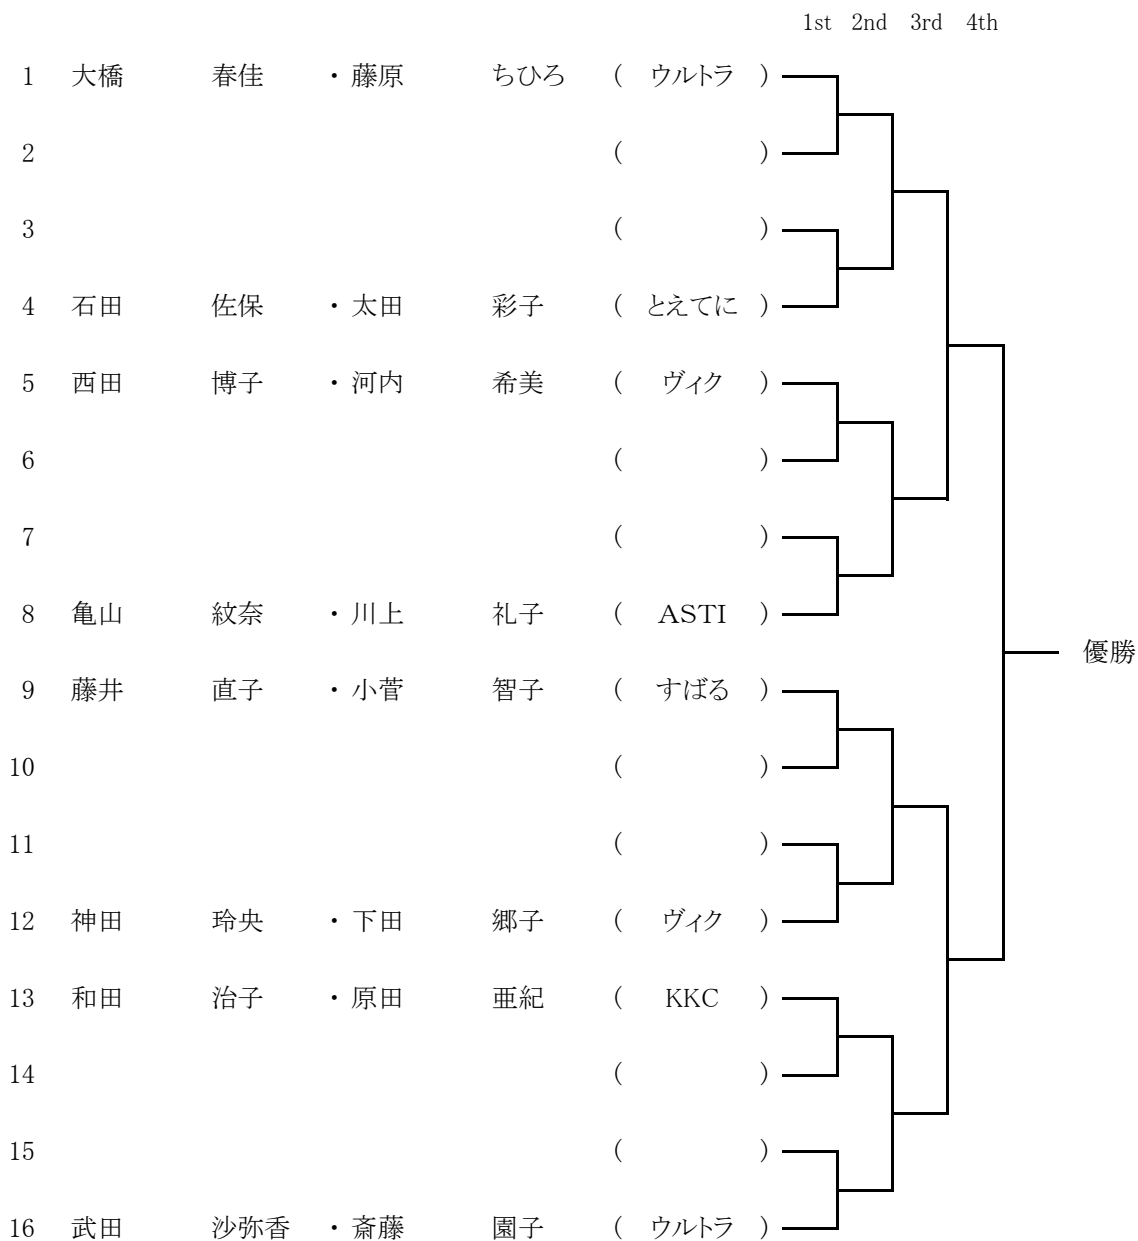 1st 2nd 3rd 4th
1 大橋 春佳 ・ 藤原 ちひろ ( ウルトラ )
2 ( )
3 ( )
4 石田 佐保 ・ 太田 彩子 ( とえてに )
5 西田 博子 ・ 河内 希美 ( ヴィク )
6 ( )
7 ( )
8 亀山 紋奈 ・ 川上 礼子 ( ASTI )
優勝
9 藤井 直子 ・ 小菅 智子 ( すばる )
10 ( )
11 ( )
12 神田 玲央 ・ 下田 郷子 ( ヴィク )
13 和田 治子 ・ 原田 亜紀 ( KKC )
14 ( )
15 ( )
16 武田 沙弥香 ・ 斎藤 園子 ( ウルトラ )